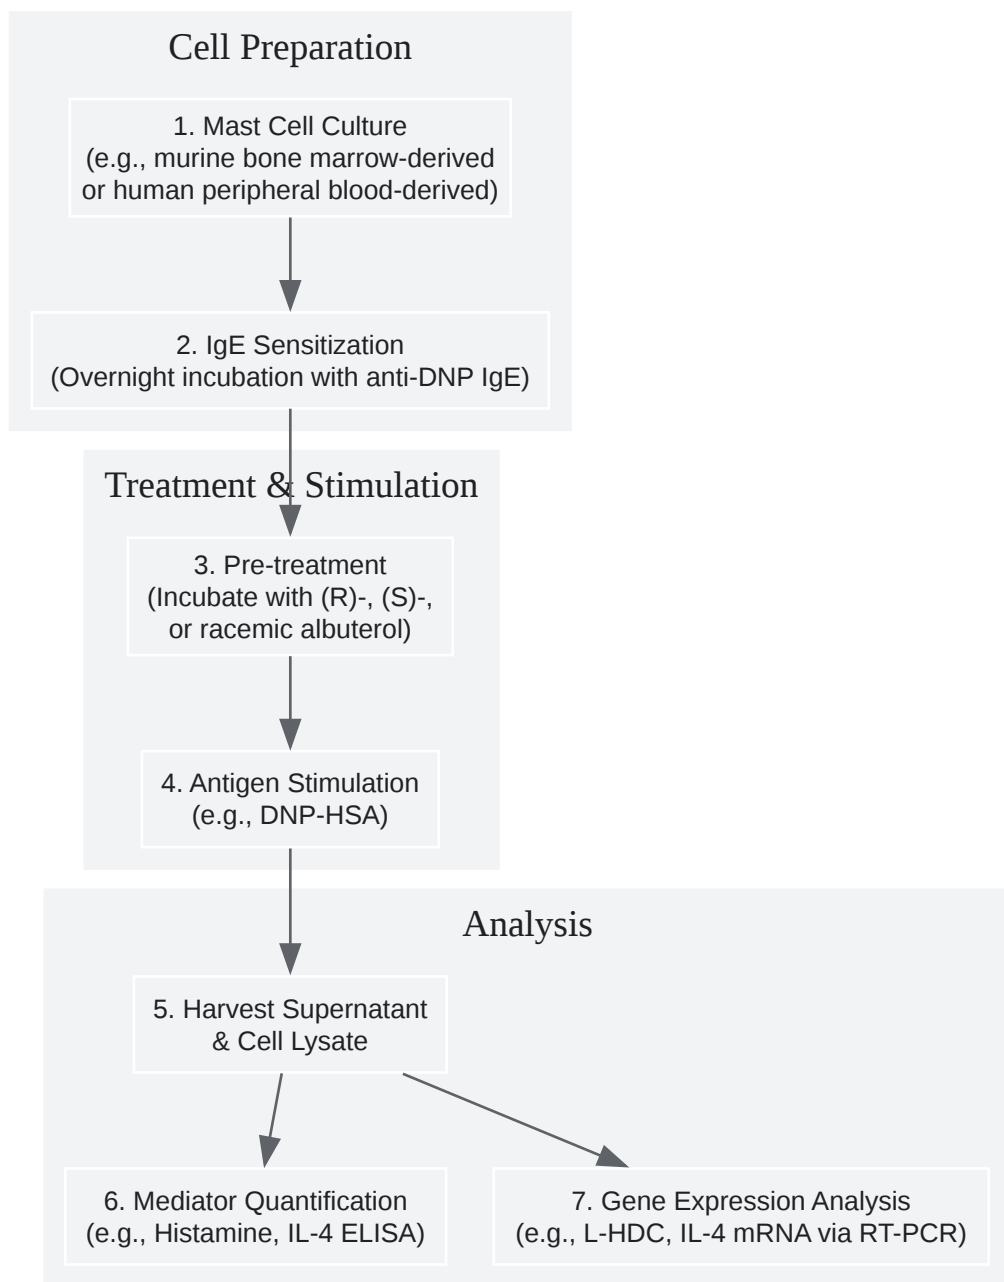 Cell Preparation
1. Mast Cell Culture
(e.g., murine bone marrow-derived
or human peripheral blood-derived)
2. IgE Sensitization
(Overnight incubation with anti-DNP IgE)
Treatment & Stimulation
3. Pre-treatment
(Incubate with (R)-, (S)-,
or racemic albuterol)
4. Antigen Stimulation
(e.g., DNP-HSA)
Analysis
5. Harvest Supernatant
& Cell Lysate
6. Mediator Quantification
(e.g., Histamine, IL-4 ELISA)
7. Gene Expression Analysis
(e.g., L-HDC, IL-4 mRNA via RT-PCR)